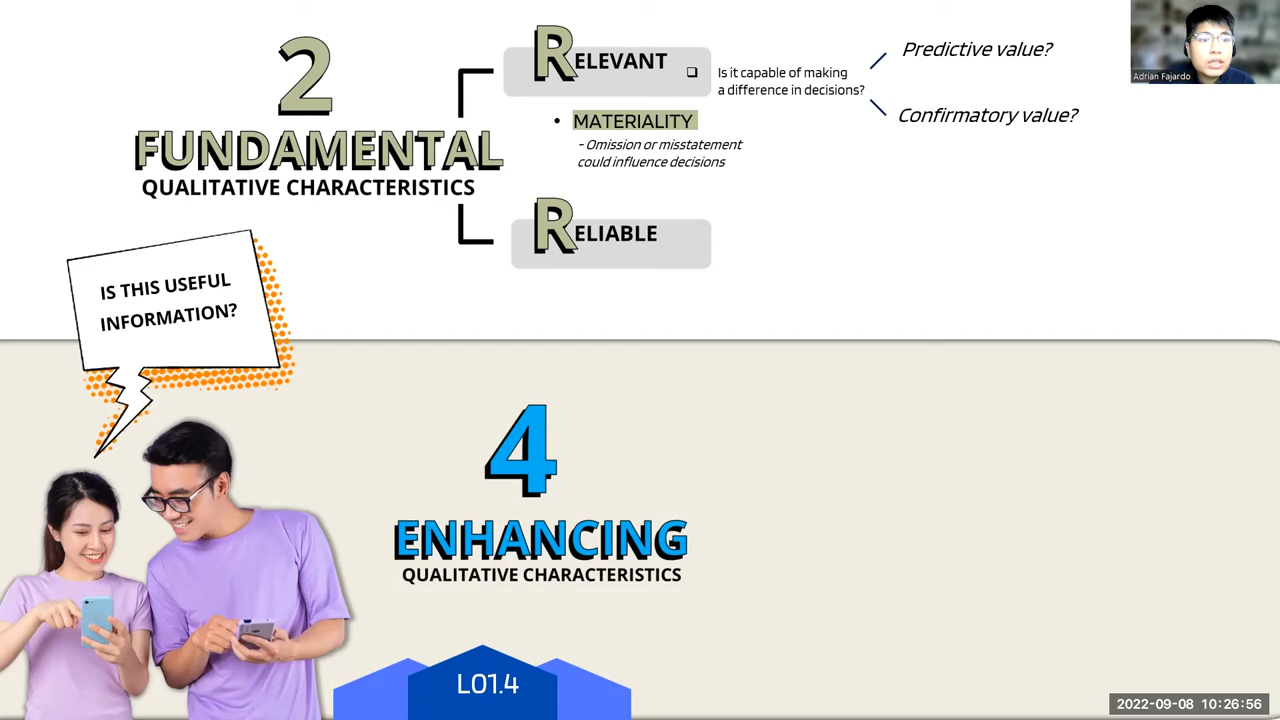 2
FUNDAMENTAL
QUALITATIVE CHARACTERISTICS
RELEVANT
❑ Is it capable of making
a difference in decisions?
Predictive value?
Confirmatory value?
• MATERIALITY
- Omission or misstatement
could influence decisions
RELIABLE
Adrian Fajardo
IS THIS USEFUL
INFORMATION?
4
ENHANCING
QUALITATIVE CHARACTERISTICS
LO1.4
2022-09-08 10:26:56